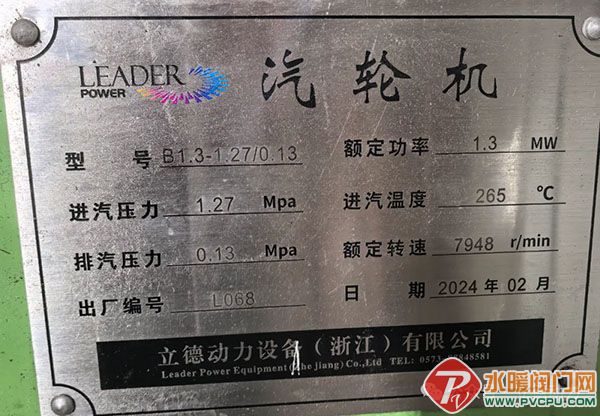 LEADER POWER 汽轮机
型 号 B1.3-1.27/0.13 额定功率 1.3 MW
进汽压力 1.27 Mpa 进汽温度 265 ℃
排汽压力 0.13 Mpa 额定转速 7948 r/min
出厂编号 L068 日 期 2024 年 02 月
立德动力设备（浙江）有限公司
Leader Power Equipment(Zhe jiang) Co.,Ltd TEL: 0573-88848581
水暖阀门网
WWW.PVCPU.COM